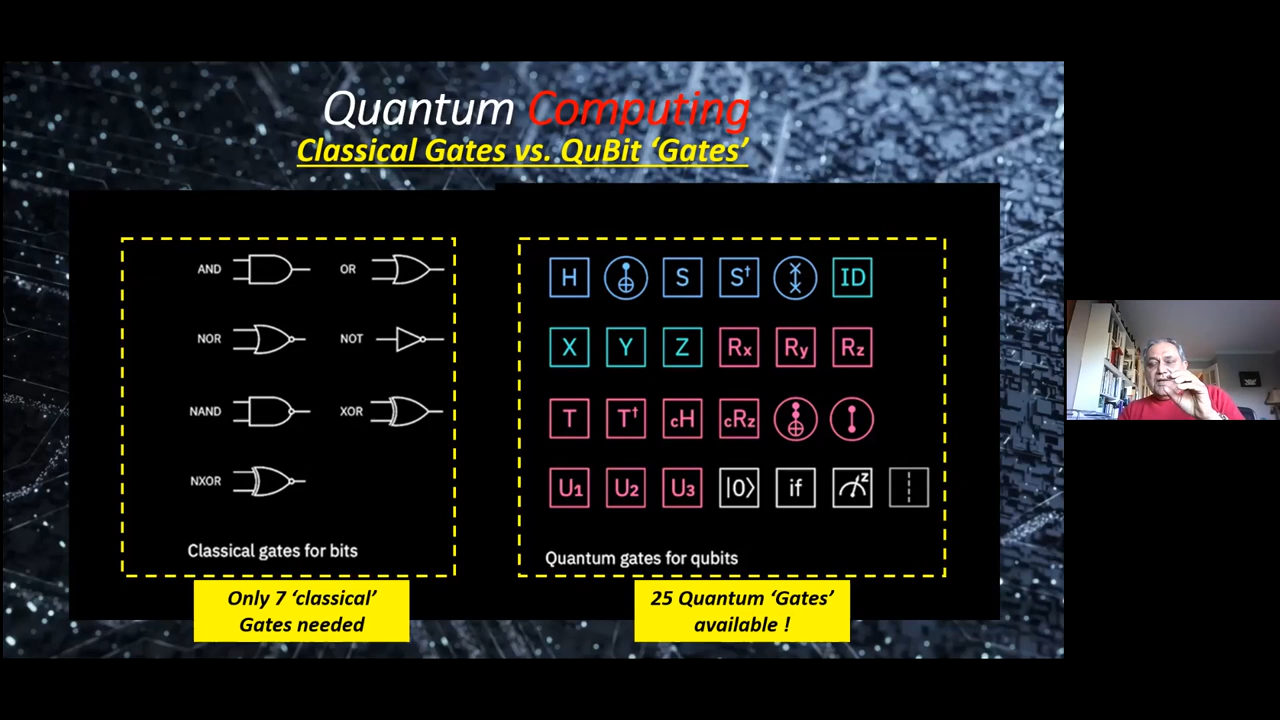 Quantum Computing
Classical Gates vs. QuBit ‘Gates’
AND
OR
NOR
NOT
NAND
XOR
NXOR
Classical gates for bits
Only 7 ‘classical’
Gates needed
H S S† ID
X Y Z Rx Ry Rz
T T† cH cRz
U1 U2 U3 |0⟩ if z
Quantum gates for qubits
25 Quantum ‘Gates’
available !